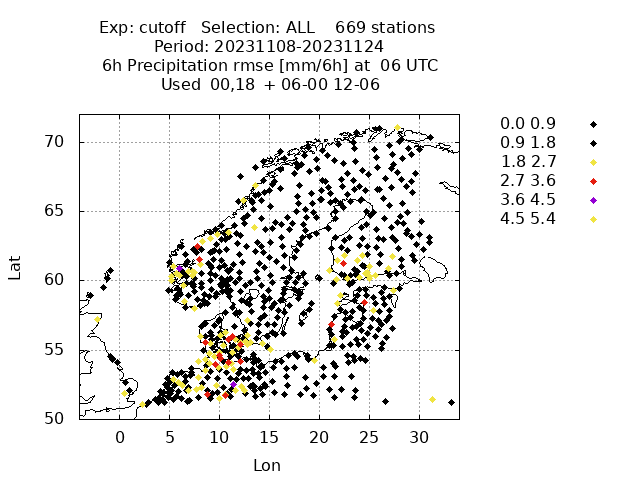 Exp: cutoff Selection: ALL 669 stations
Period: 20231108-20231124
6h Precipitation rmse [mm/6h] at 06 UTC
Used 00,18 + 06-00 12-06
0.0 0.9
0.9 1.8
1.8 2.7
2.7 3.6
3.6 4.5
4.5 5.4
70
65
60
55
50
Lat
0 5 10 15 20 25 30
Lon